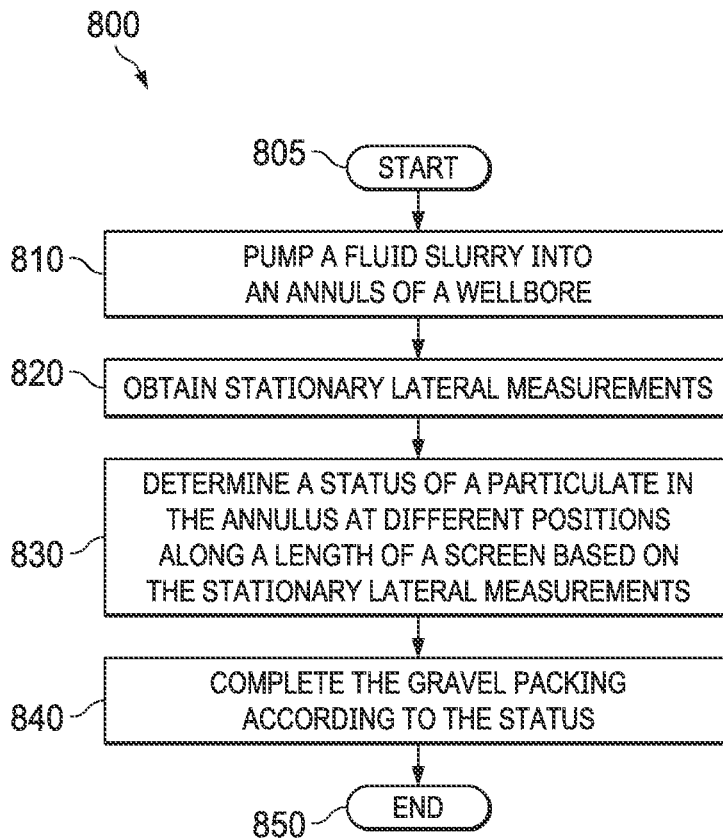 800
805
START
810
PUMP A FLUID SLURRY INTO
AN ANNULS OF A WELLBORE
820
OBTAIN STATIONARY LATERAL MEASUREMENTS
830
DETERMINE A STATUS OF A PARTICULATE IN
THE ANNULUS AT DIFFERENT POSITIONS
ALONG A LENGTH OF A SCREEN BASED ON
THE STATIONARY LATERAL MEASUREMENTS
840
COMPLETE THE GRAVEL PACKING
ACCORDING TO THE STATUS
850
END